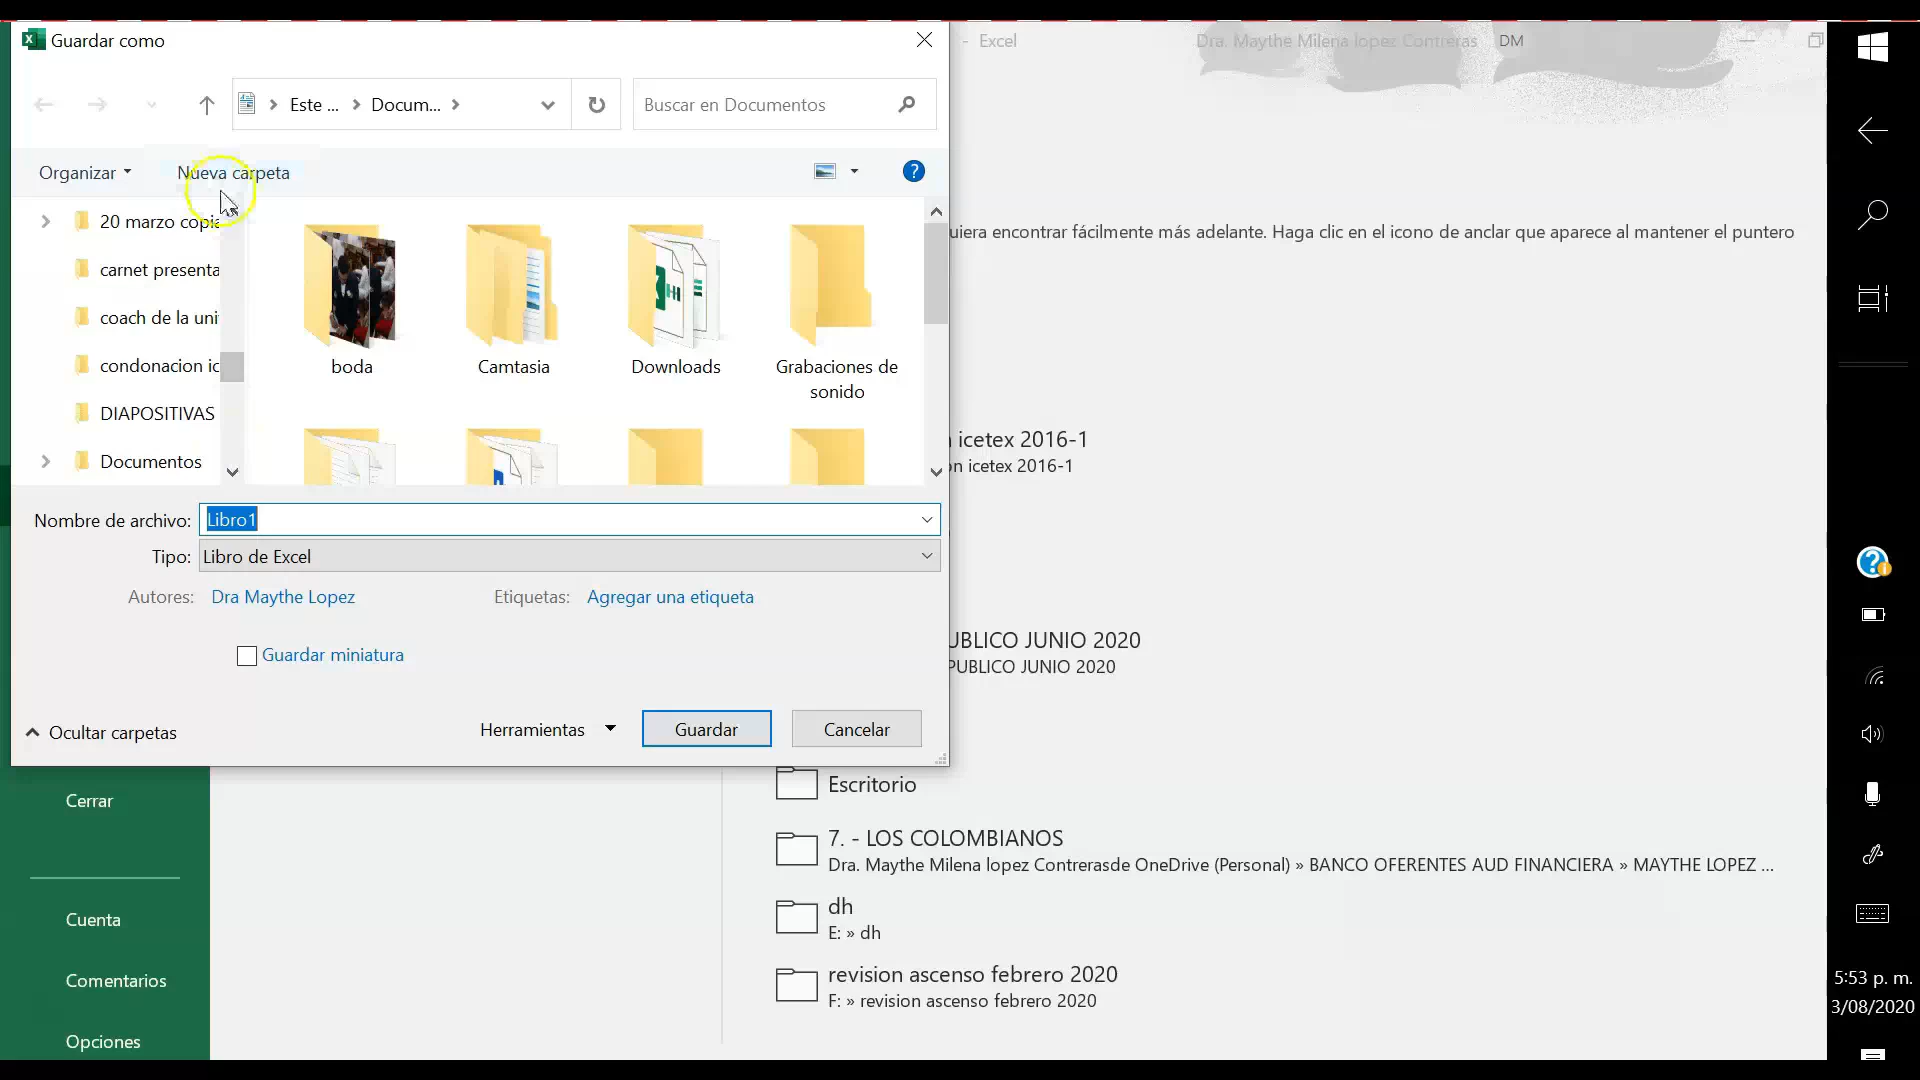 Guardar como
- Excel
Dra. Maythe Milena lopez Contreras
DM
Este ...
Docum...
Buscar en Documentos
Organizar
Nueva carpeta
20 marzo copia
carnet presenta
coach de la uni
condonacion ic
DIAPOSITIVAS
Documentos
boda
Camtasia
Downloads
Grabaciones de
sonido
uiera encontrar fácilmente más adelante. Haga clic en el icono de anclar que aparece al mantener el puntero
icetex 2016-1
on icetex 2016-1
Nombre de archivo: Libro1
Tipo: Libro de Excel
Autores: Dra Maythe Lopez
Etiquetas: Agregar una etiqueta
Guardar miniatura
UBLICO JUNIO 2020
PUBLICO JUNIO 2020
Ocultar carpetas
Herramientas
Guardar
Cancelar
Cerrar
Cuenta
Comentarios
Opciones
Escritorio
7. - LOS COLOMBIANOS
Dra. Maythe Milena lopez Contrerasde OneDrive (Personal) » BANCO OFERENTES AUD FINANCIERA » MAYTHE LOPEZ ...
dh
E: » dh
revision ascenso febrero 2020
F: » revision ascenso febrero 2020
5:53 p. m.
3/08/2020